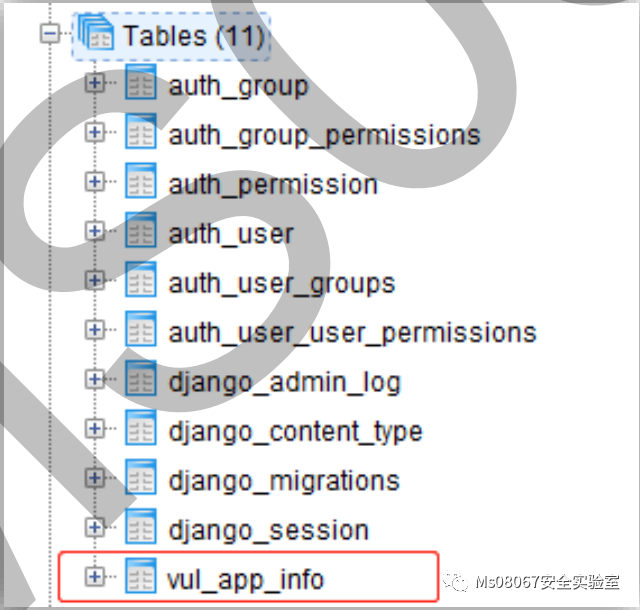 Tables (11)
auth_group
auth_group_permissions
auth_permission
auth_user
auth_user_groups
auth_user_user_permissions
django_admin_log
django_content_type
django_migrations
django_session
vul_app_info
Ms08067安全实验室